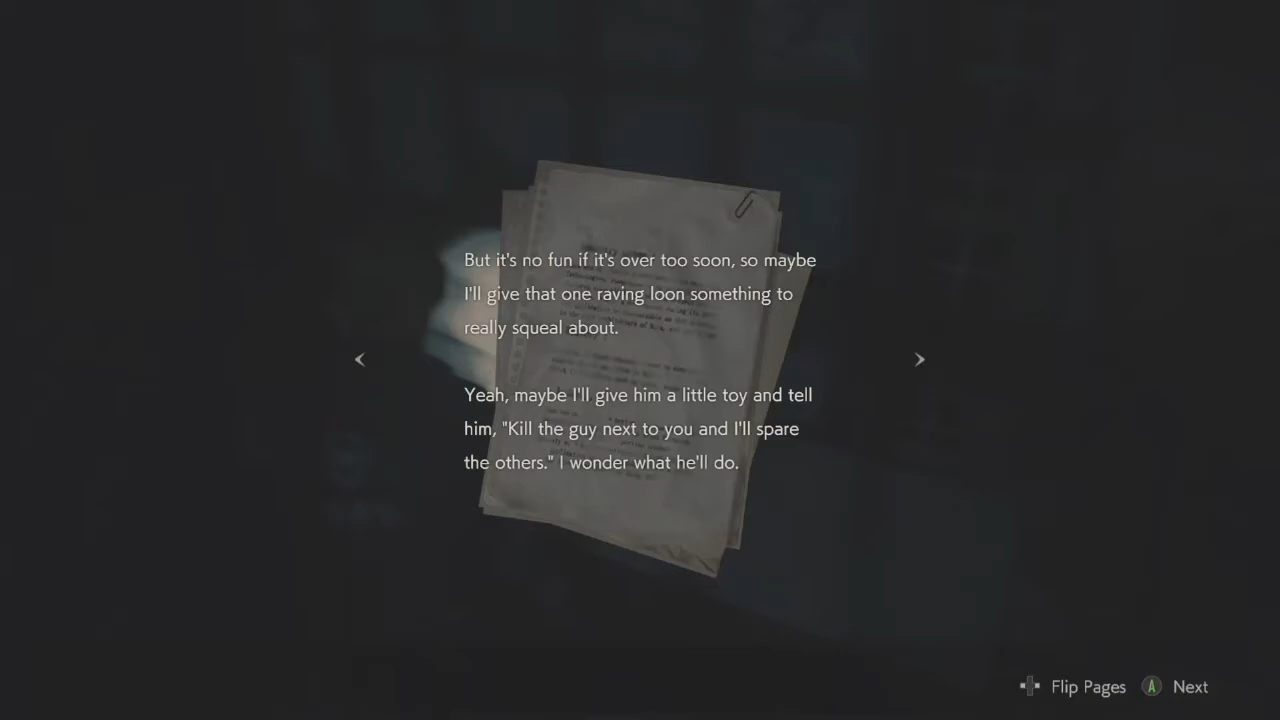 But it's no fun if it's over too soon, so maybe
I'll give that one raving loon something to
really squeal about.
Yeah, maybe I'll give him a little toy and tell
him, "Kill the guy next to you and I'll spare
the others." I wonder what he'll do.
Flip Pages A Next